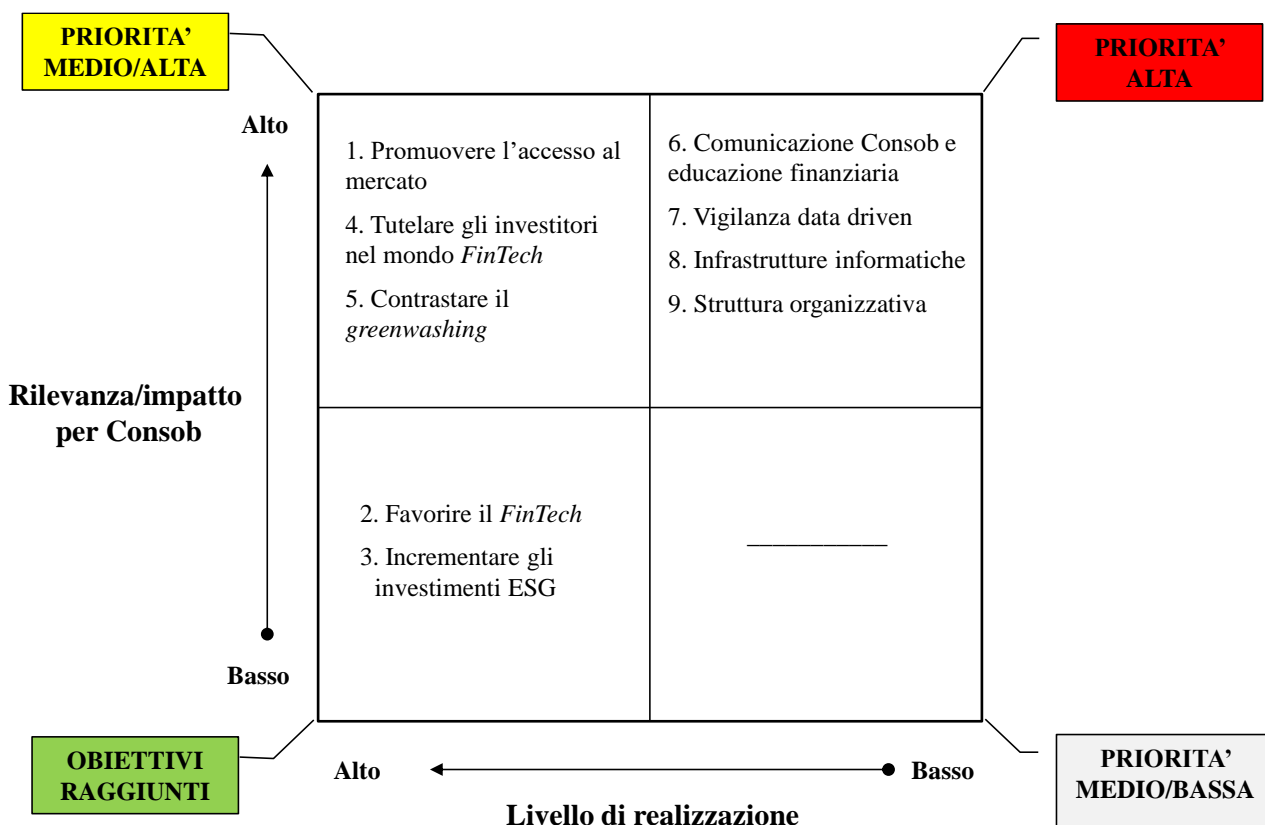 PRIORITA’
MEDIO/ALTA
PRIORITA’
ALTA
Alto
1. Promuovere l’accesso al
mercato
4. Tutelare gli investitori
nel mondo FinTech
5. Contrastare il
greenwashing
6. Comunicazione Consob e
educazione finanziaria
7. Vigilanza data driven
8. Infrastrutture informatiche
9. Struttura organizzativa
Rilevanza/impatto
per Consob
2. Favorire il FinTech
3. Incrementare gli
investimenti ESG
Basso
OBIETTIVI
RAGGIUNTI
Alto
Basso
PRIORITA’
MEDIO/BASSA
Livello di realizzazione